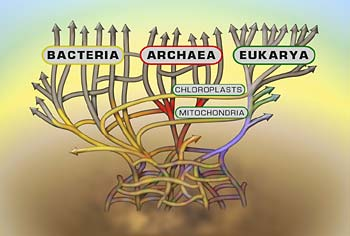 BACTERIA
ARCHAEA
EUKARYA
CHLOROPLASTS
MITOCHONDRIA